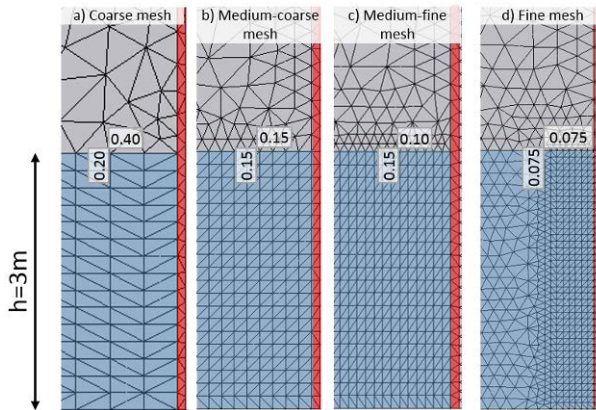 a) Coarse mesh
b) Medium-coarse
mesh
c) Medium-fine
mesh
d) Fine mesh
0.40
0.20
0.15
0.15
0.10
0.15
0.075
0.075
h=3m